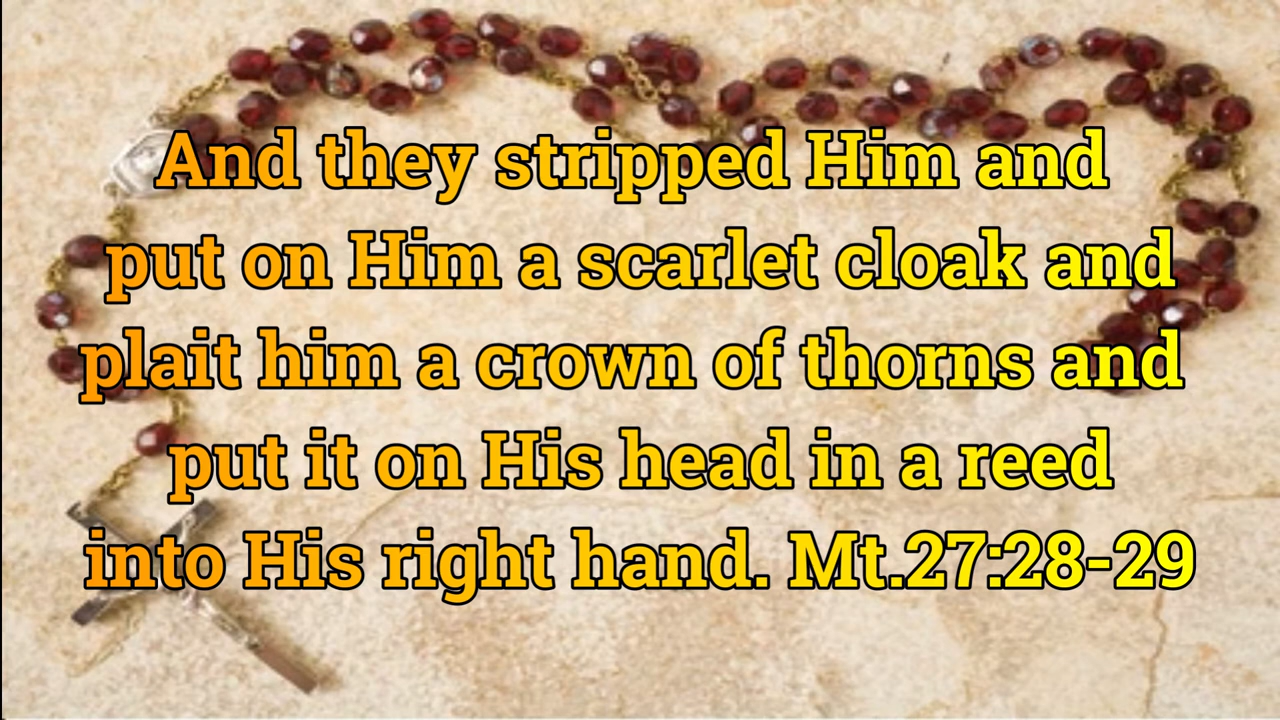 And they stripped Him and
put on Him a scarlet cloak and
plait him a crown of thorns and
put it on His head in a reed
into His right hand. Mt.27:28-29